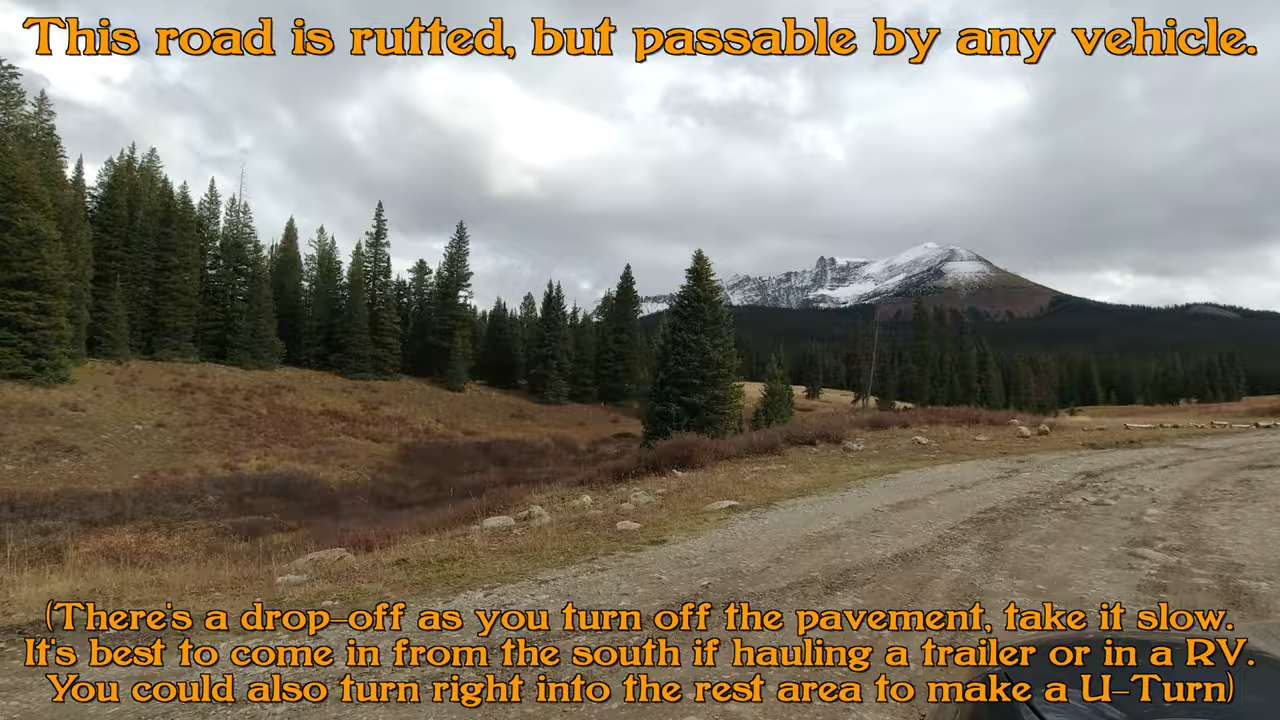 This road is rutted, but passable by any vehicle.
(There's a drop-off as you turn off the pavement, take it slow.
It's best to come in from the south if hauling a trailer or in a RV.
You could also turn right into the rest area to make a U-Turn)